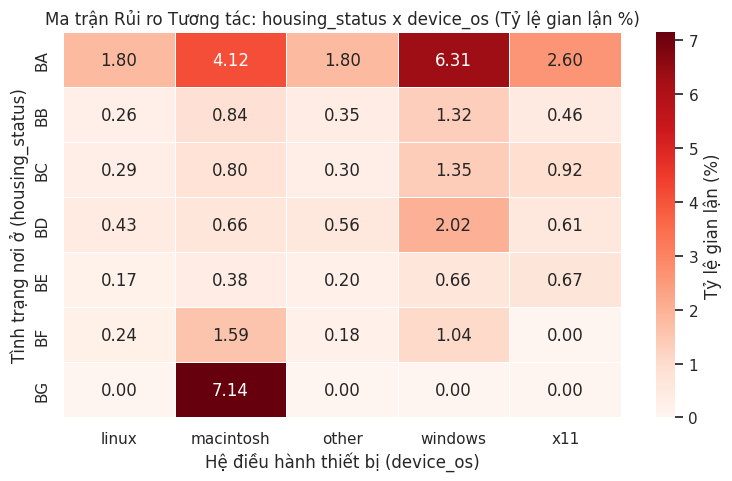 Ma trận Rủi ro Tương tác: housing_status x device_os (Tỷ lệ gian lận %)
Tình trạng nơi ở (housing_status)
BA 1.80 4.12 1.80 6.31 2.60
BB 0.26 0.84 0.35 1.32 0.46
BC 0.29 0.80 0.30 1.35 0.92
BD 0.43 0.66 0.56 2.02 0.61
BE 0.17 0.38 0.20 0.66 0.67
BF 0.24 1.59 0.18 1.04 0.00
BG 0.00 7.14 0.00 0.00 0.00
linux macintosh other windows x11
Hệ điều hành thiết bị (device_os)
7
6
5
4
3
2
1
0
Tỷ lệ gian lận (%)